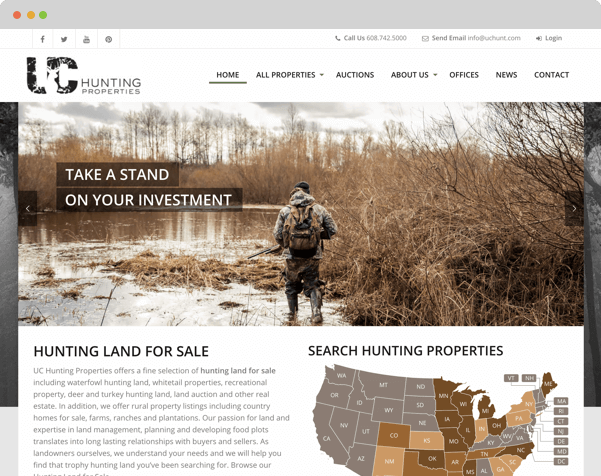 Call Us 608.742.5000 Send Email info@uchunt.com Login
UC HUNTING
PROPERTIES
HOME ALL PROPERTIES AUCTIONS ABOUT US OFFICES NEWS CONTACT
TAKE A STAND
ON YOUR INVESTMENT
HUNTING LAND FOR SALE
UC Hunting Properties offers a fine selection of hunting land for sale
including waterfowl hunting land, whitetail properties, recreational
property, deer and turkey hunting land, land auction and other real
estate. In addition, we offer rural property listings including country
homes for sale, farms, ranches and plantations. Our passion for land and
expertise in land management, planning and developing food plots
translates into long lasting relationships with buyers and sellers. As
landowners ourselves, we understand your needs and we will help you
find that trophy hunting land you've been searching for. Browse our
SEARCH HUNTING PROPERTIES
VT NH
WA MT ND MN WI MI ME
OR ID SD NY MA
WY IA PA RI
NV NE IL IN OH CT
UT CO NJ
CA KS MO KY WV VA DE
AZ NM OK AR TN NC MD
MS AL GA SC DC